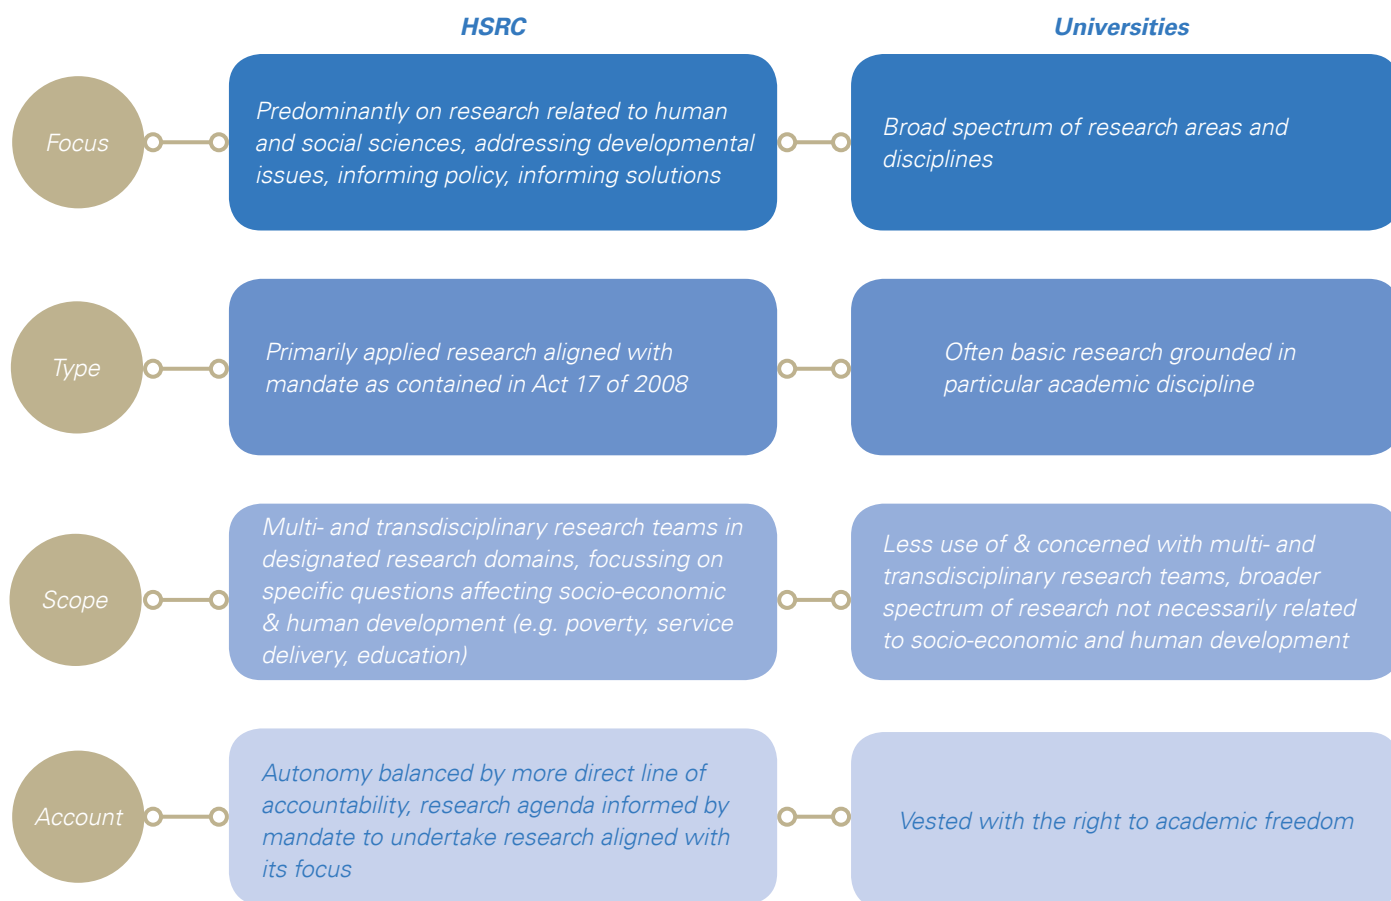 HSRC
Universities
Focus
Predominantly on research related to human
and social sciences, addressing developmental
issues, informing policy, informing solutions
Broad spectrum of research areas and
disciplines
Type
Primarily applied research aligned with
mandate as contained in Act 17 of 2008
Often basic research grounded in
particular academic discipline
Scope
Multi- and transdisciplinary research teams in
designated research domains, focussing on
specific questions affecting socio-economic
& human development (e.g. poverty, service
delivery, education)
Less use of & concerned with multi- and
transdisciplinary research teams, broader
spectrum of research not necessarily related
to socio-economic and human development
Account
Autonomy balanced by more direct line of
accountability, research agenda informed by
mandate to undertake research aligned with
its focus
Vested with the right to academic freedom